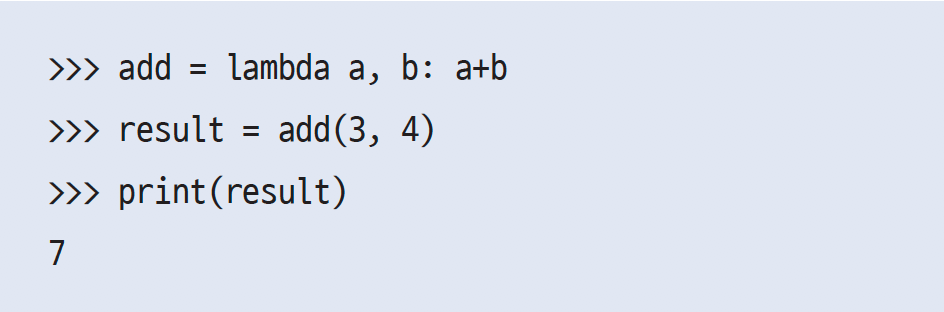 >>> add = lambda a, b: a+b
>>> result = add(3, 4)
>>> print(result)
7